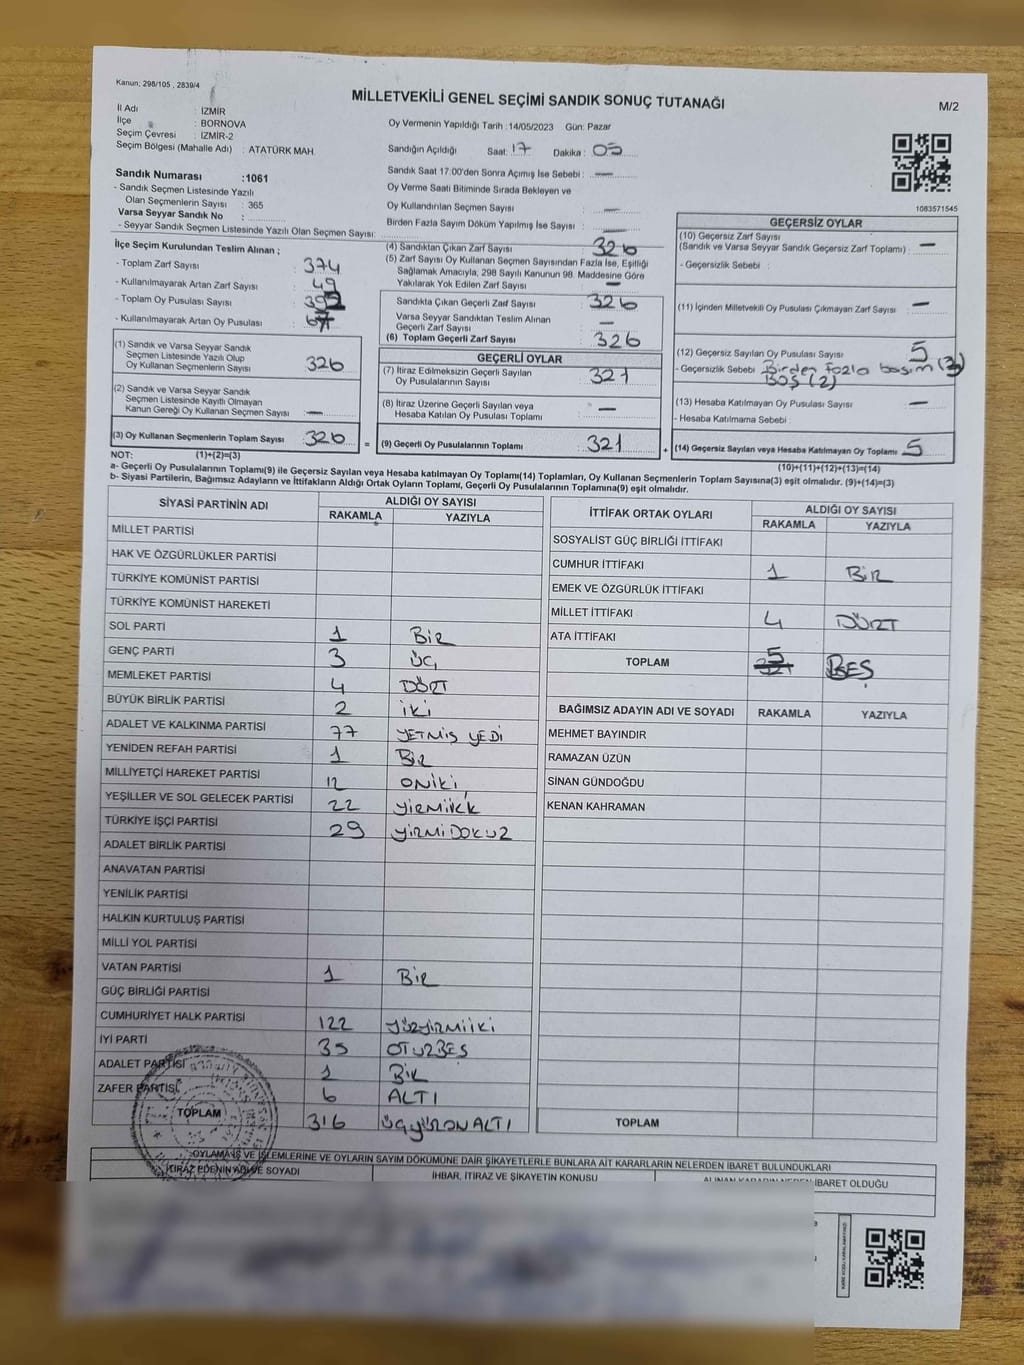 Kanun: 298/105 , 2839/4
MİLLETVEKİLİ GENEL SEÇİMİ SANDIK SONUÇ TUTANAĞI
M/2
İl Adı : İZMİR
İlçe : BORNOVA
Seçim Çevresi : İZMİR-2
Seçim Bölgesi (Mahalle Adı) : ATATÜRK MAH.
Oy Vermenin Yapıldığı Tarih :14/05/2023 Gün: Pazar
Sandığın Açıldığı Saat: 17 Dakika : 05
Sandık Saat 17:00'den Sonra Açımış İse Sebebi : —
Oy Verme Saati Bitiminde Sırada Bekleyen ve
Oy Kullandırılan Seçmen Sayısı : —
Birden Fazla Sayım Döküm Yapılmış İse Sayısı : —
1083571545
Sandık Numarası :1061
- Sandık Seçmen Listesinde Yazılı
Olan Seçmenlerin Sayısı : 365
Varsa Seyyar Sandık No :
- Seyyar Sandık Seçmen Listesinde Yazılı Olan Seçmen Sayısı:
İlçe Seçim Kurulundan Teslim Alınan ;
- Toplam Zarf Sayısı : 374
- Kullanılmayarak Artan Zarf Sayısı : 49
- Toplam Oy Pusulası Sayısı :
- Kullanılmayarak Artan Oy Pusulası :
(1) Sandık ve Varsa Seyyar Sandık
Seçmen Listesinde Yazılı Olup
Oy Kullanan Seçmenlerin Sayısı : 326
(2) Sandık ve Varsa Seyyar Sandık
Seçmen Listesinde Kayıtlı Olmayan
Kanun Gereği Oy Kullanan Seçmen Sayısı : —
(3) Oy Kullanan Seçmenlerin Toplam Sayısı : 326 =
(4) Sandıktan Çıkan Zarf Sayısı : 326
(5) Zarf Sayısı Oy Kullanan Seçmen Sayısından Fazla İse, Eşitliği
Sağlamak Amacıyla, 298 Sayılı Kanunun 98. Maddesine Göre
Yakılarak Yok Edilen Zarf Sayısı : —
Sandıkta Çıkan Geçerli Zarf Sayısı : 326
Varsa Seyyar Sandıktan Teslim Alınan
Geçerli Zarf Sayısı : —
(6) Toplam Geçerli Zarf Sayısı : 326
GEÇERLİ OYLAR
(7) İtiraz Edilmeksizin Geçerli Sayılan
Oy Pusulalarının Sayısı : 321
(8) İtiraz Üzerine Geçerli Sayılan veya
Hesaba Katılan Oy Pusulası Toplamı : —
(9) Geçerli Oy Pusulalarının Toplamı : 321 +
GEÇERSİZ OYLAR
(10) Geçersiz Zarf Sayısı
(Sandık ve Varsa Seyyar Sandık Geçersiz Zarf Toplamı) : —
- Geçersizlik Sebebi :
(11) İçinden Milletvekili Oy Pusulası Çıkmayan Zarf Sayısı : —
(12) Geçersiz Sayılan Oy Pusulası Sayısı : 5
- Geçersizlik Sebebi : Birden Fazla basım (3)
BOŞ (2)
(13) Hesaba Katılmayan Oy Pusulası Sayısı : —
- Hesaba Katılmama Sebebi :
(14) Geçersiz Sayılan veya Hesaba Katılmayan Oy Toplamı : 5
NOT: (1)+(2)=(3)
(10)+(11)+(12)+(13)=(14)
a- Geçerli Oy Pusulalarının Toplamı(9) ile Geçersiz Sayılan veya Hesaba katılmayan Oy Toplamı(14) Toplamları, Oy Kullanan Seçmenlerin Toplam Sayısına(3) eşit olmalıdır. (9)+(14)=(3)
b- Siyasi Partilerin, Bağımsız Adayların ve İttifakların Aldığı Ortak Oyların Toplamı, Geçerli Oy Pusulalarının Toplamına(9) eşit olmalıdır.
SİYASİ PARTİNİN ADI ALDIĞI OY SAYISI
RAKAMLA YAZIYLA
MİLLET PARTİSİ
HAK VE ÖZGÜRLÜKLER PARTİSİ
TÜRKİYE KOMÜNİST PARTİSİ
TÜRKİYE KOMÜNİST HAREKETİ
SOL PARTİ 1 BİR
GENÇ PARTİ 3 ÜÇ
MEMLEKET PARTİSİ 4 DÖRT
BÜYÜK BİRLİK PARTİSİ 2 İKİ
ADALET VE KALKINMA PARTİSİ 77 YETMİŞ YEDİ
YENİDEN REFAH PARTİSİ 1 BİR
MİLLİYETÇİ HAREKET PARTİSİ 12 ONİKİ
YEŞİLLER VE SOL GELECEK PARTİSİ 22
TÜRKİYE İŞÇİ PARTİSİ 29 YİRMİDOKUZ
ADALET BİRLİK PARTİSİ
ANAVATAN PARTİSİ
YENİLİK PARTİSİ
HALKIN KURTULUŞ PARTİSİ
MİLLİ YOL PARTİSİ
VATAN PARTİSİ 1 BİR
GÜÇ BİRLİĞİ PARTİSİ
CUMHURİYET HALK PARTİSİ 122 YÜZYİRMİİKİ
İYİ PARTİ 35 OTUZBEŞ
ADALET PARTİSİ 1 BİR
ZAFER PARTİSİ 6 ALTI
TOPLAM 316 ÜÇYÜZONALTI
İTTİFAK ORTAK OYLARI ALDIĞI OY SAYISI
RAKAMLA YAZIYLA
SOSYALİST GÜÇ BİRLİĞİ İTTİFAKI
CUMHUR İTTİFAKI 1 BİR
EMEK VE ÖZGÜRLÜK İTTİFAKI
MİLLET İTTİFAKI 4 DÖRT
ATA İTTİFAKI
TOPLAM 5 BEŞ
BAĞIMSIZ ADAYIN ADI VE SOYADI RAKAMLA YAZIYLA
MEHMET BAYINDIR
RAMAZAN ÜZÜN
SİNAN GÜNDOĞDU
KENAN KAHRAMAN
TOPLAM
OYLAMA İŞ VE İŞLEMLERİNE VE OYLARIN SAYIM DÖKÜMÜNE DAİR ŞİKAYETLERLE BUNLARA AİT KARARLARIN NELERDEN İBARET BULUNDUKLARI
İTİRAZ EDENİN ADI VE SOYADI İHBAR, İTİRAZ VE ŞİKAYETİN KONUSU ALINAN KARARIN NEDEN İBARET OLDUĞU